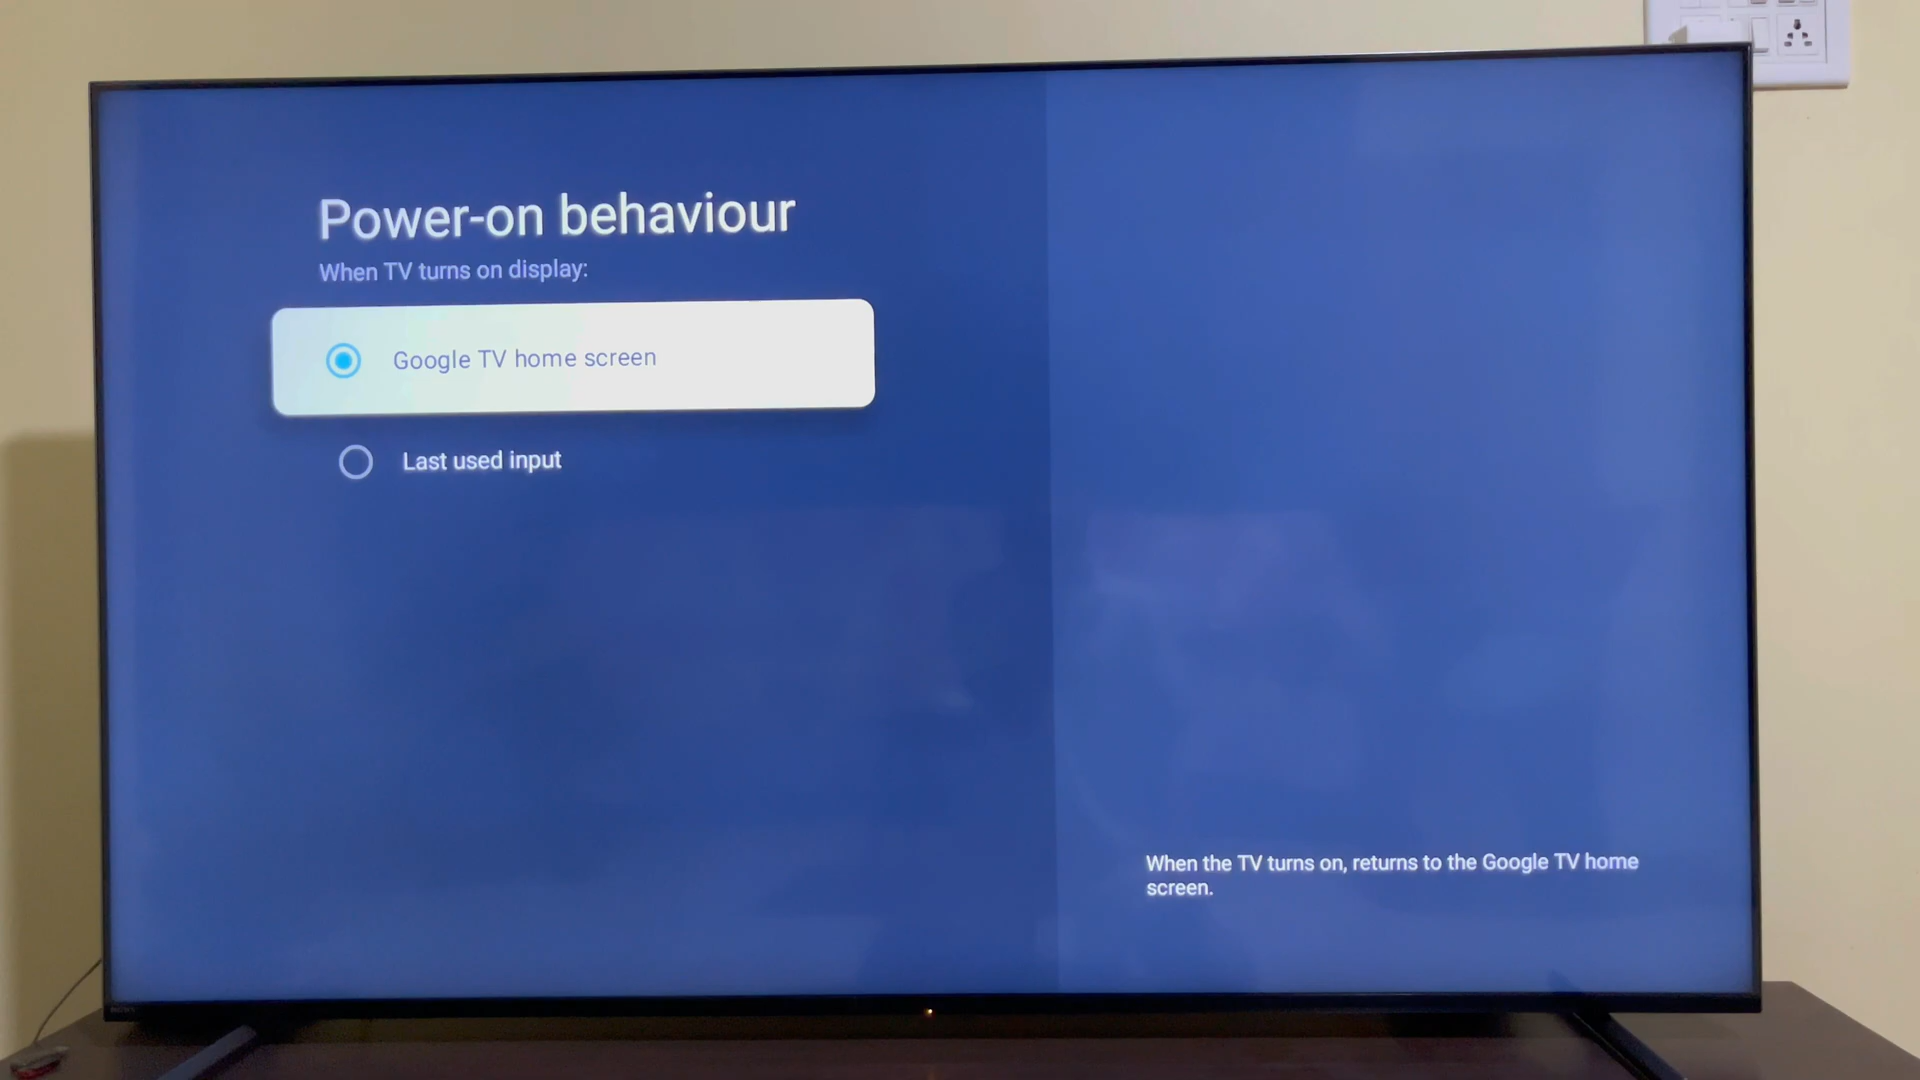 Power-on behaviour
When TV turns on display:
Google TV home screen
Last used input
When the TV turns on, returns to the Google TV home
screen.